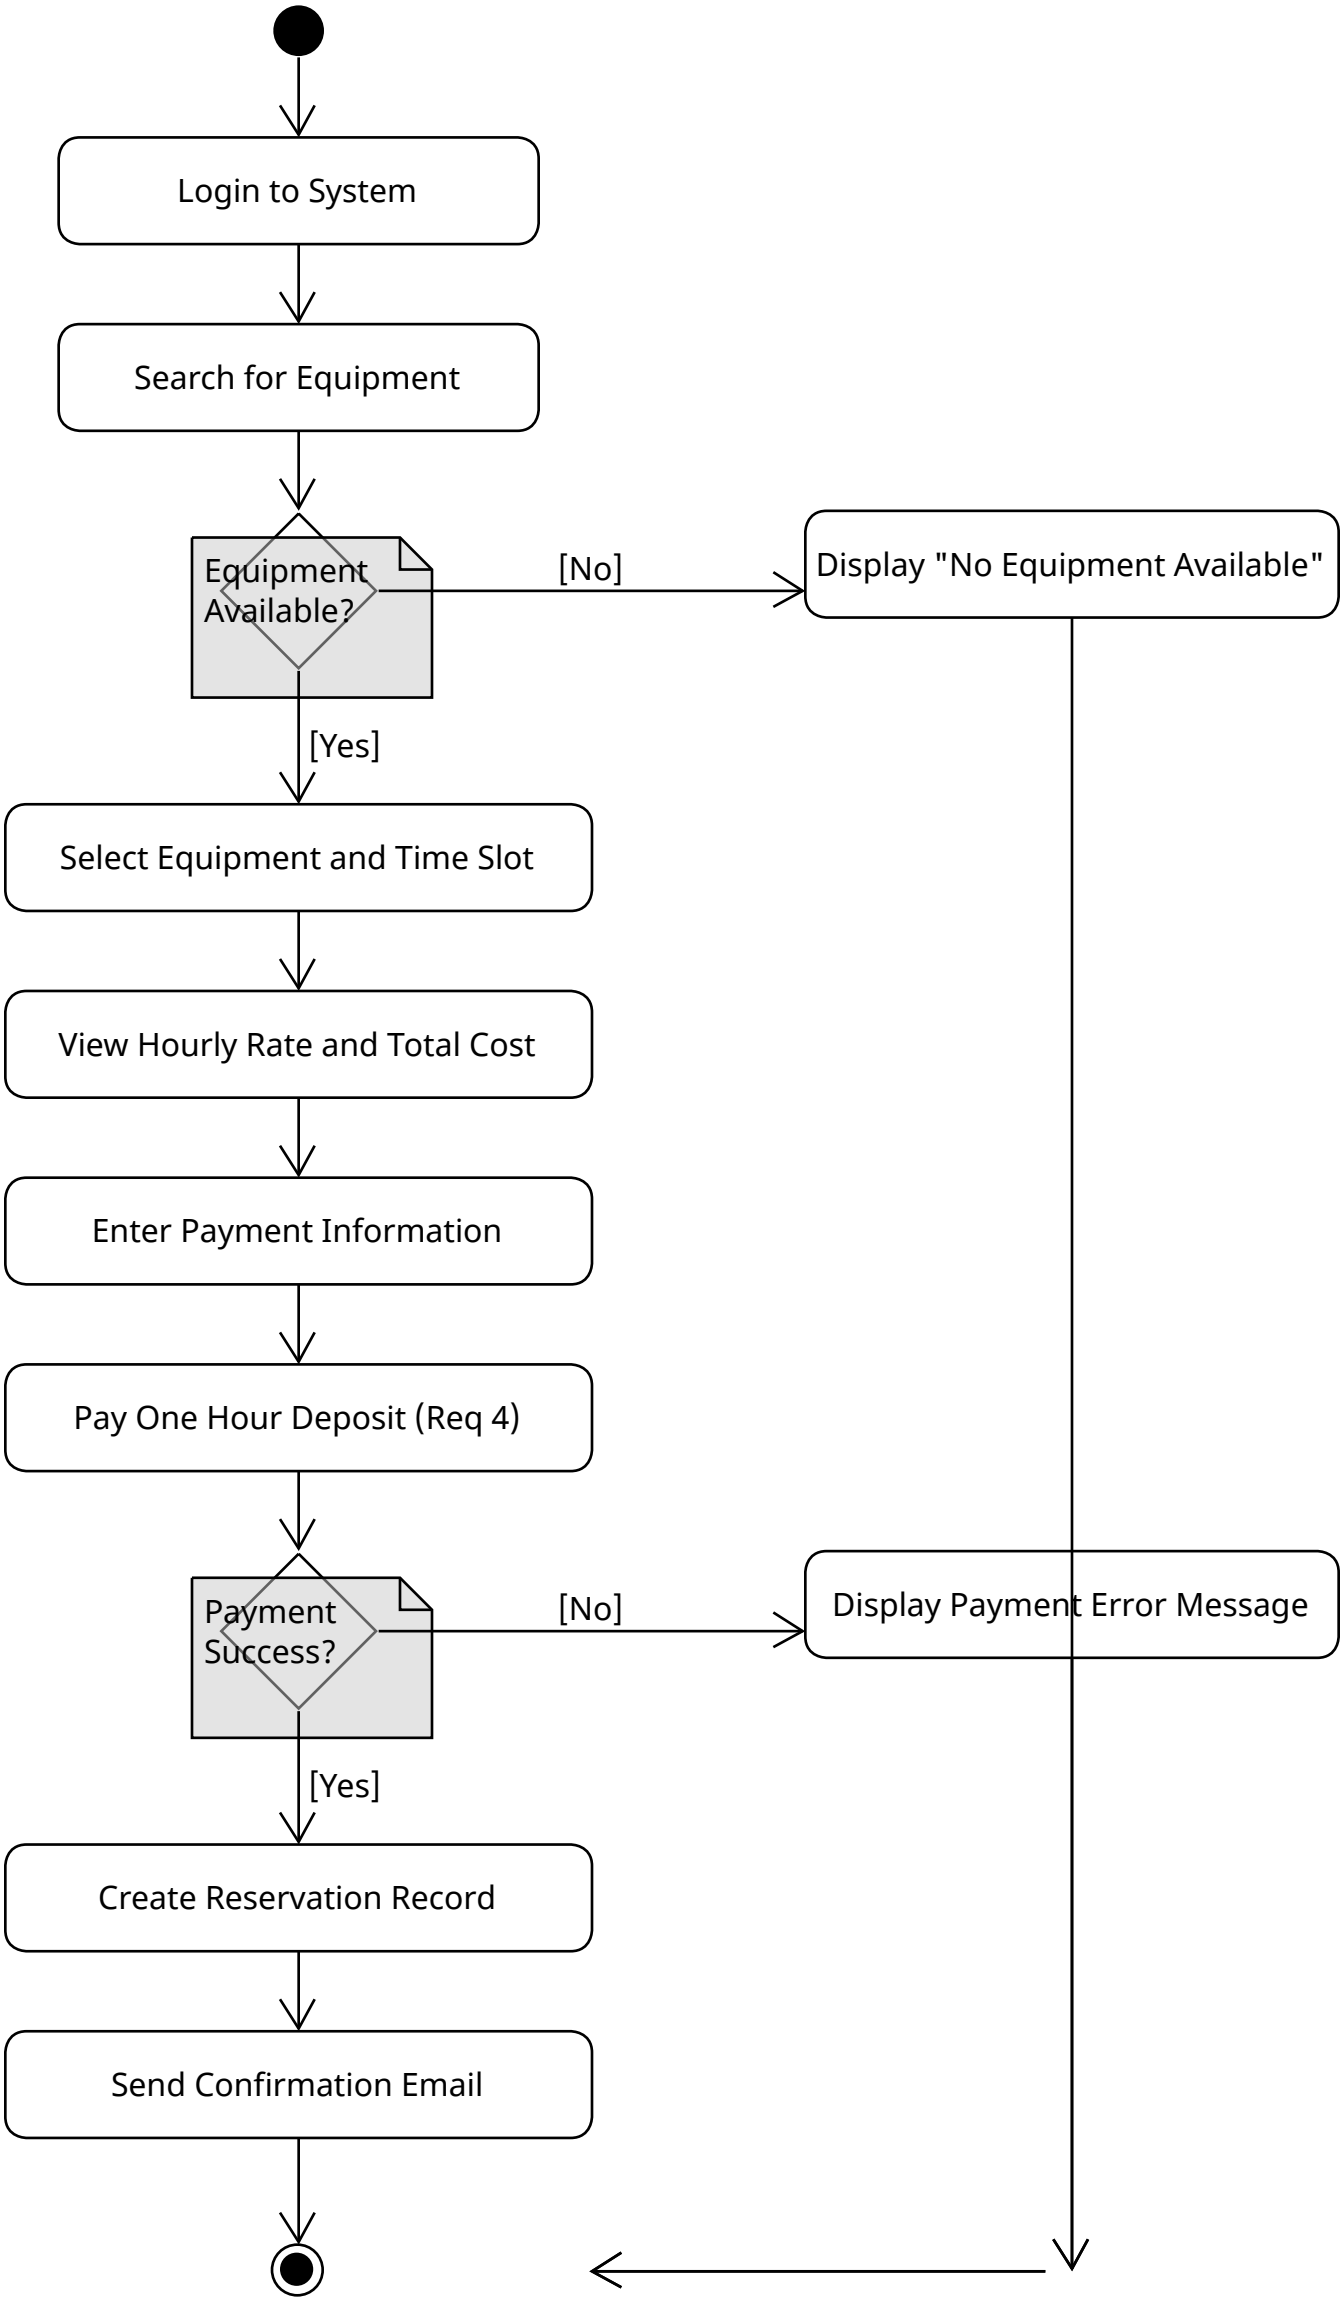 Login to System
Search for Equipment
Equipment
Available?
[No]
Display "No Equipment Available"
[Yes]
Select Equipment and Time Slot
View Hourly Rate and Total Cost
Enter Payment Information
Pay One Hour Deposit (Req 4)
Payment
Success?
[No]
Display Payment Error Message
[Yes]
Create Reservation Record
Send Confirmation Email